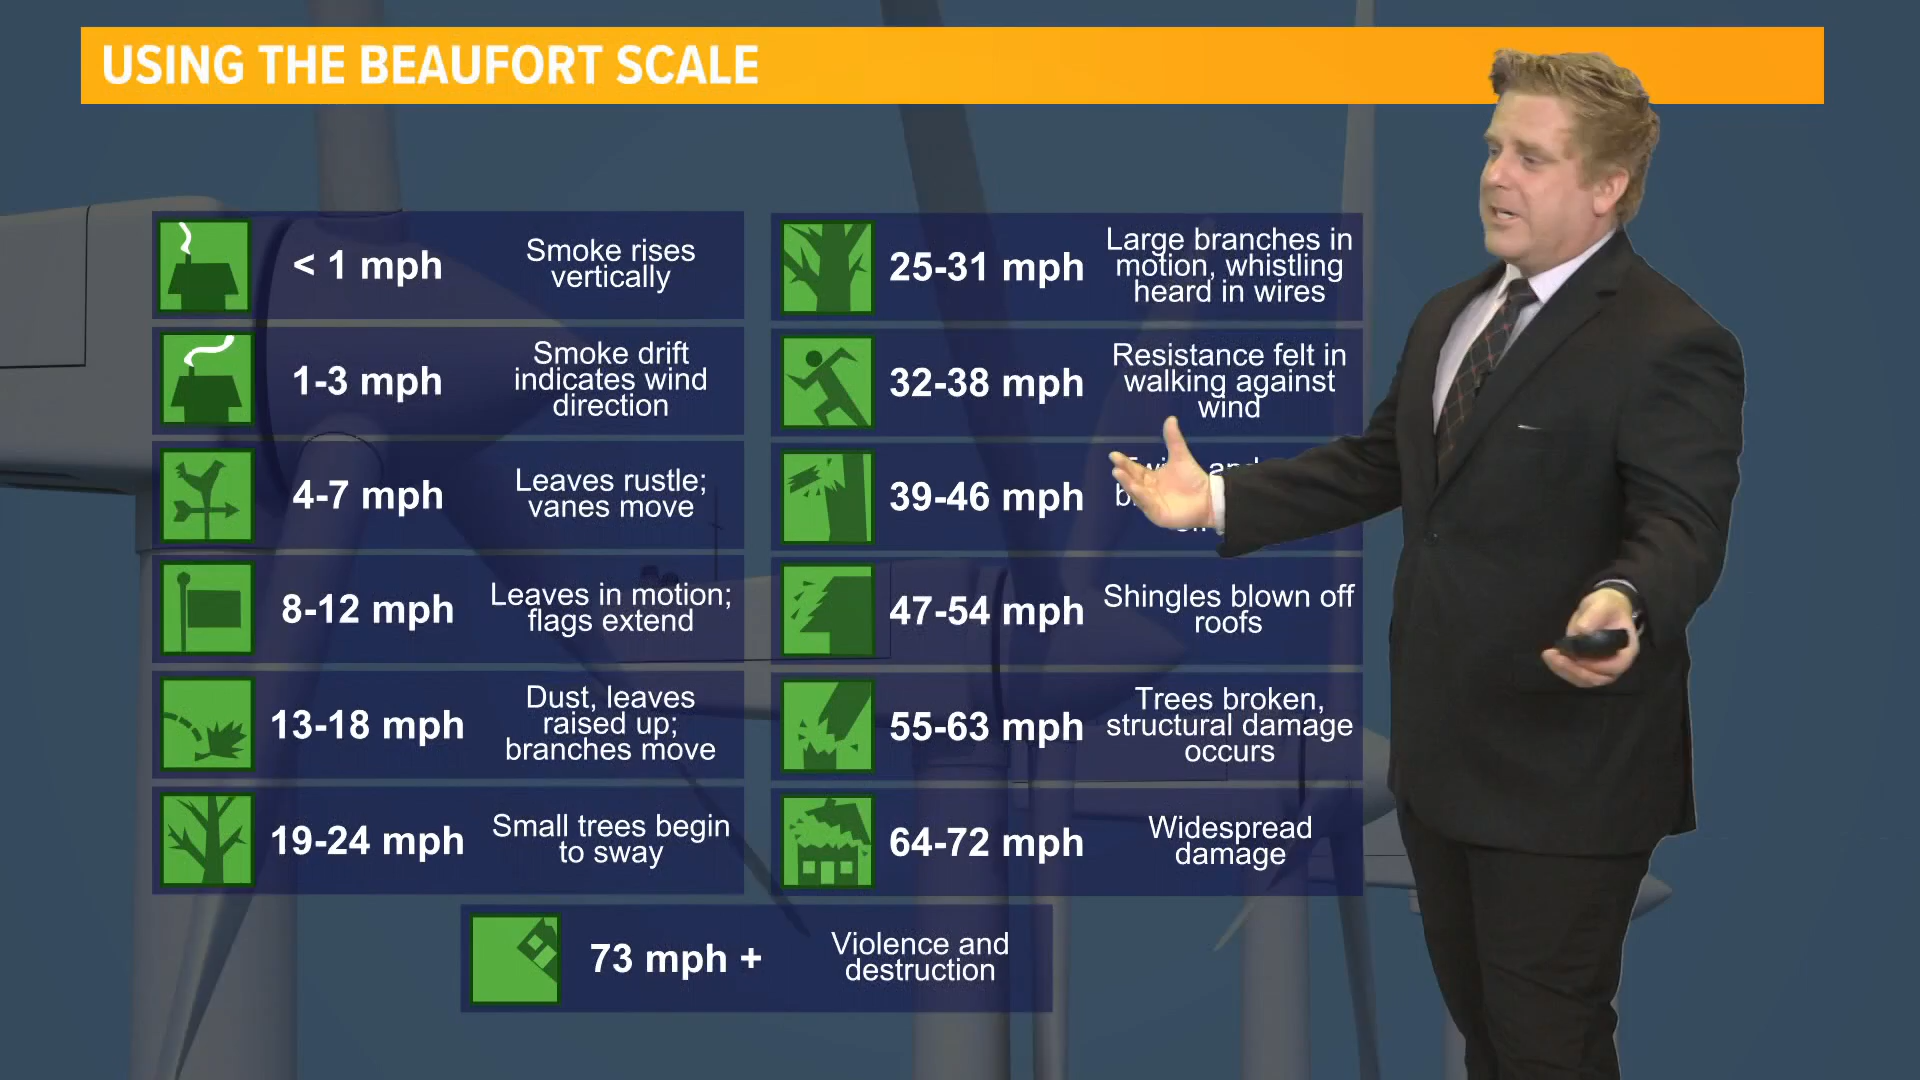 USING THE BEAUFORT SCALE
< 1 mph
Smoke rises
vertically
1-3 mph
Smoke drift
indicates wind
direction
4-7 mph
Leaves rustle;
vanes move
8-12 mph
Leaves in motion;
flags extend
13-18 mph
Dust, leaves
raised up;
branches move
19-24 mph
Small trees begin
to sway
25-31 mph
Large branches in
motion, whistling
heard in wires
32-38 mph
Resistance felt in
walking against
wind
39-46 mph
47-54 mph
Shingles blown off
roofs
55-63 mph
Trees broken,
structural damage
occurs
64-72 mph
Widespread
damage
73 mph +
Violence and
destruction